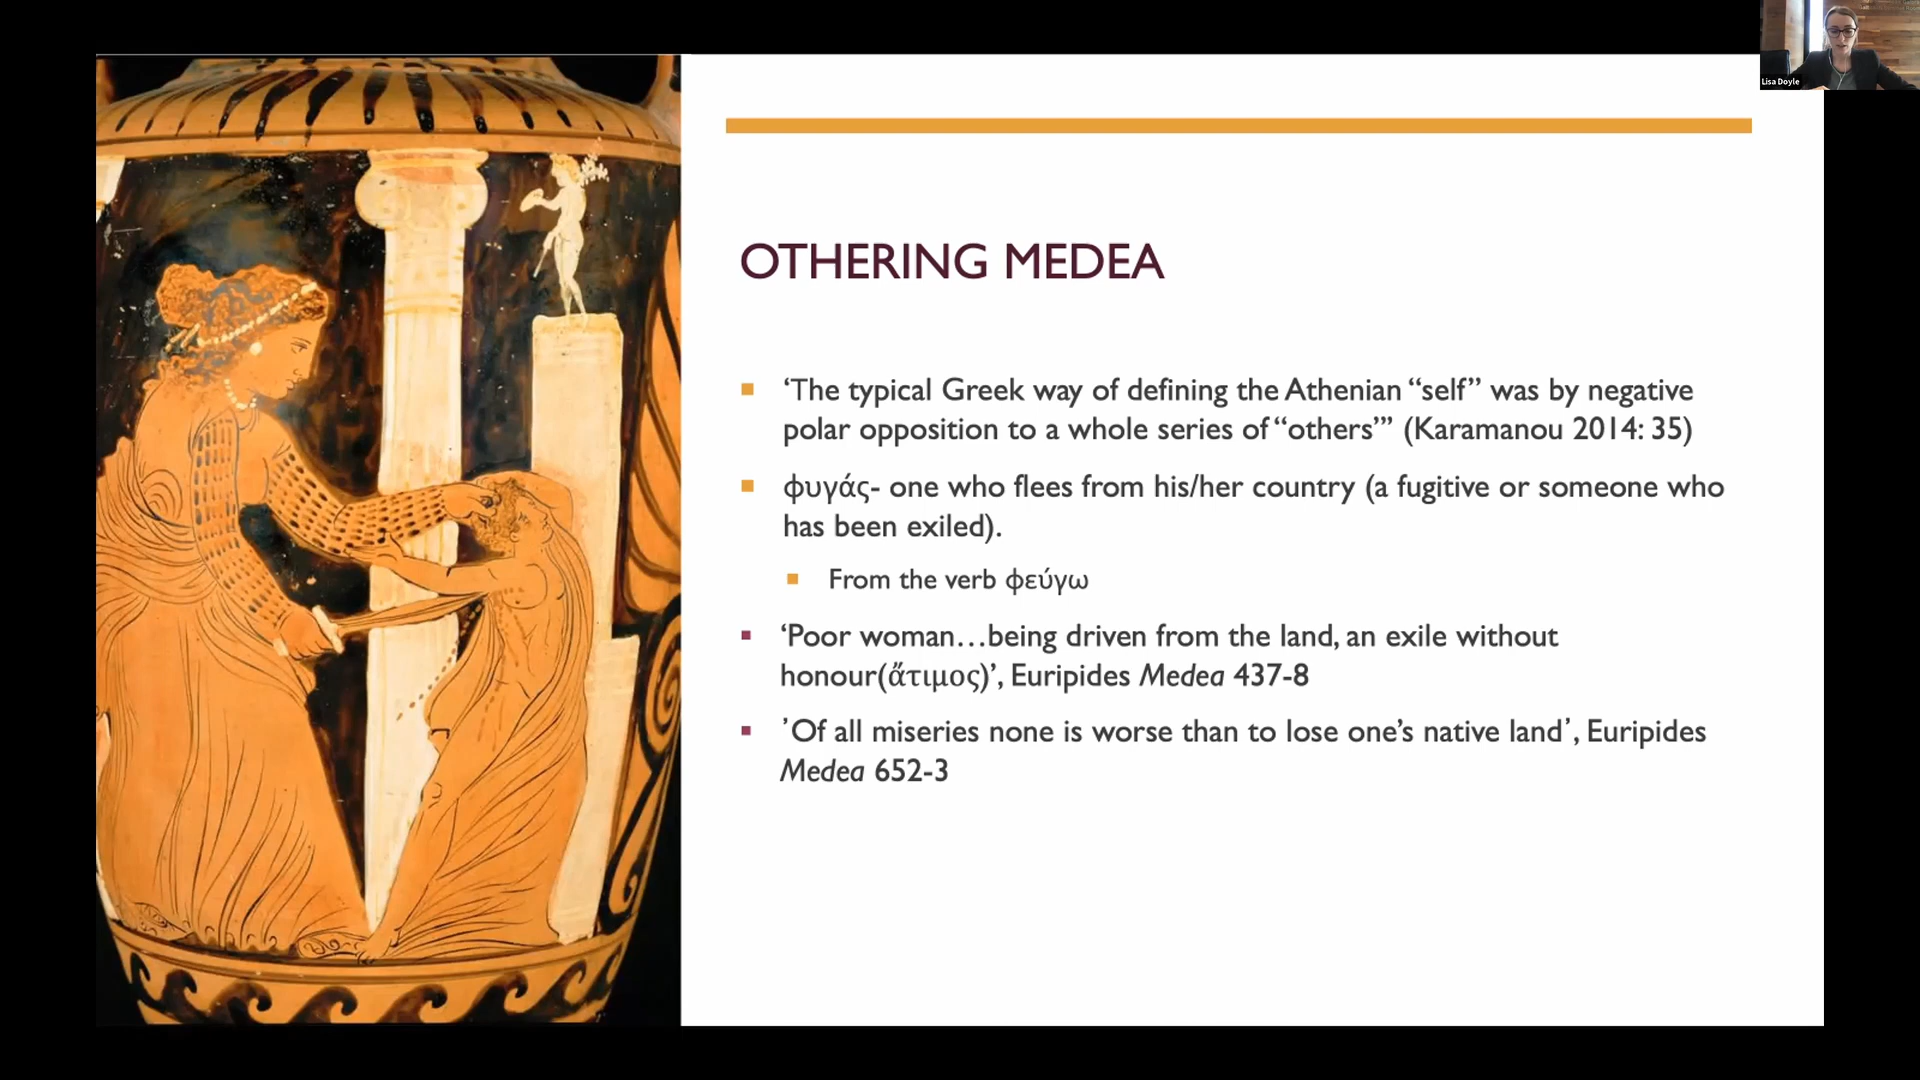 Lisa Doyle
OTHERING MEDEA
‘The typical Greek way of defining the Athenian “self” was by negative
polar opposition to a whole series of “others”’ (Karamanou 2014: 35)
φυγάς- one who flees from his/her country (a fugitive or someone who
has been exiled).
From the verb φεύγω
‘Poor woman…being driven from the land, an exile without
honour(ἄτιμος)’, Euripides Medea 437-8
’Of all miseries none is worse than to lose one’s native land’, Euripides
Medea 652-3